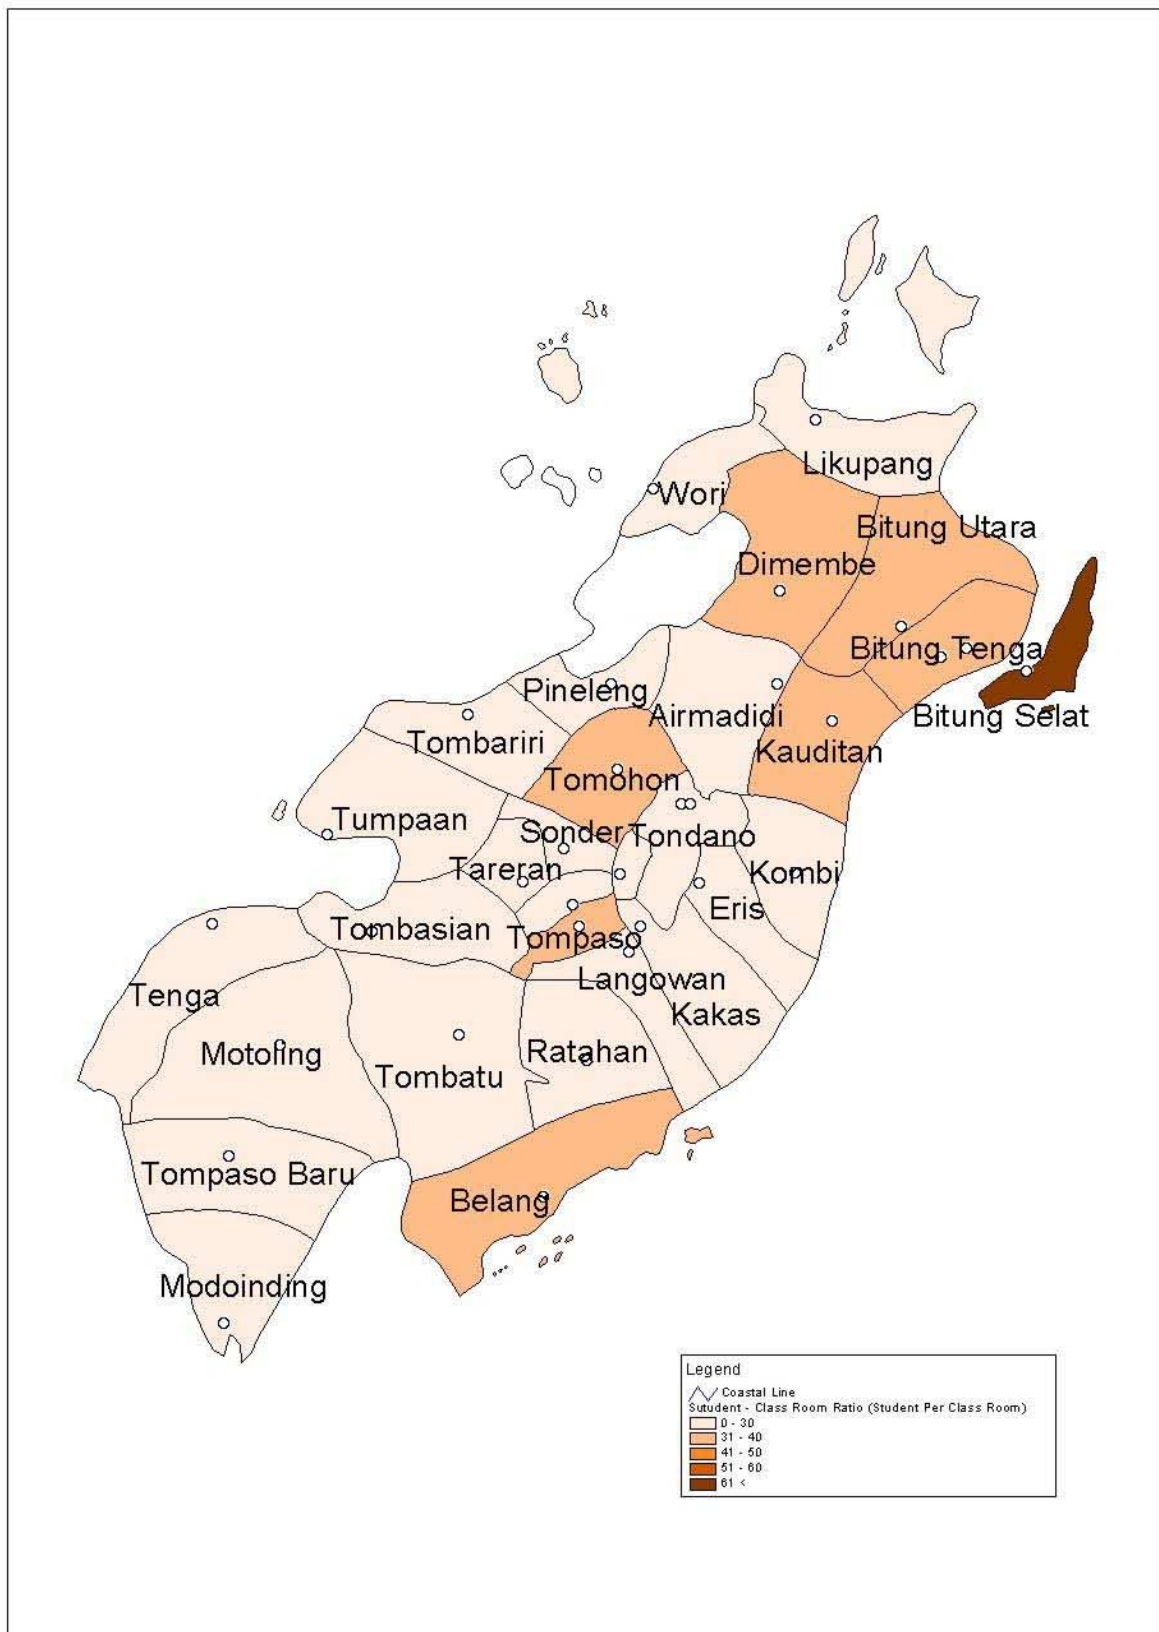 Likupang
Wori
Bitung Utara
Dimembe
Bitung Tenga
Pineleng
Airmadidi
Bitung Selat
Tombariri
Kauditan
Tomohon
Tumpaan
Sonder
Tondano
Tareran
Kombi
Eris
Tombasian
Tompaso
Langowan
Tenga
Kakas
Motoling
Ratahan
Tombatu
Tompaso Baru
Belang
Modoinding
Legend
Coastal Line
Sutudent - Class Room Ratio (Student Per Class Room)
0 - 30
31 - 40
41 - 50
51 - 60
61 <